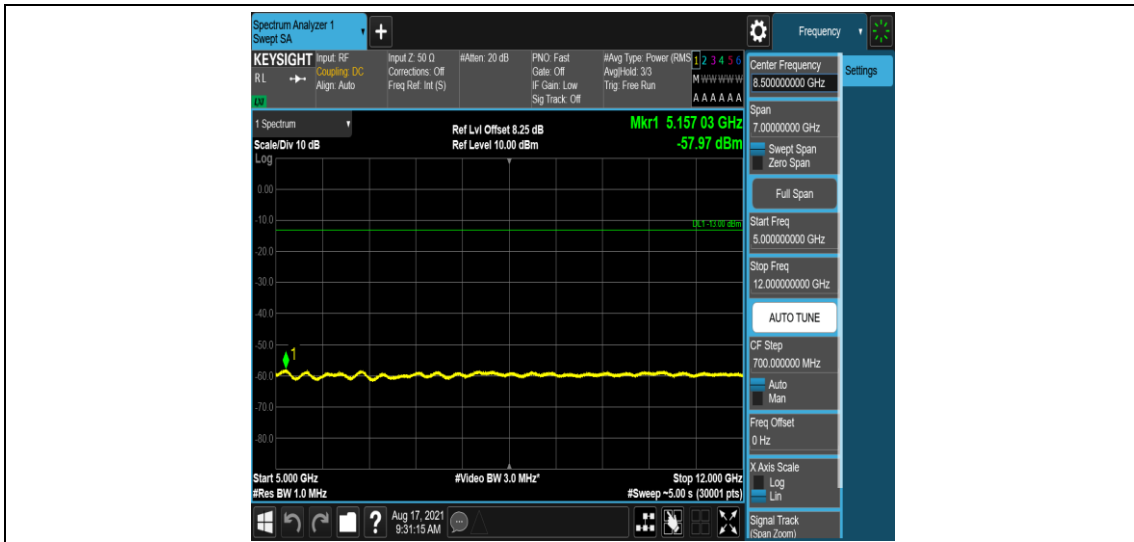 Spectrum Analyzer 1
Swept SA
+
Frequency
KEYSIGHT
RL
LM
Input: RF
Coupling: DC
Align: Auto
Input Z: 50 Ω
Corrections: Off
Freq Ref: Int (S)
#Atten: 20 dB
PNO: Fast
Gate: Off
IF Gain: Low
Sig Track: Off
#Avg Type: Power (RMS
Avg|Hold: 3/3
Trig: Free Run
1 2 3 4 5 6
M W W W W W
A A A A A A
1 Spectrum
Scale/Div 10 dB
Log
Ref Lvl Offset 8.25 dB
Ref Level 10.00 dBm
Mkr1 5.157 03 GHz
-57.97 dBm
DL1 -13.00 dBm
0.00
-10.0
-20.0
-30.0
-40.0
-50.0
-60.0
-70.0
-80.0
1
Start 5.000 GHz
#Res BW 1.0 MHz
#Video BW 3.0 MHz*
Stop 12.000 GHz
#Sweep ~5.00 s (30001 pts)
?
Aug 17, 2021
9:31:15 AM
Center Frequency
8.500000000 GHz
Settings
Span
7.00000000 GHz
Swept Span
Zero Span
Full Span
Start Freq
5.000000000 GHz
Stop Freq
12.000000000 GHz
AUTO TUNE
CF Step
700.000000 MHz
Auto
Man
Freq Offset
0 Hz
X Axis Scale
Log
Lin
Signal Track
(Span Zoom)